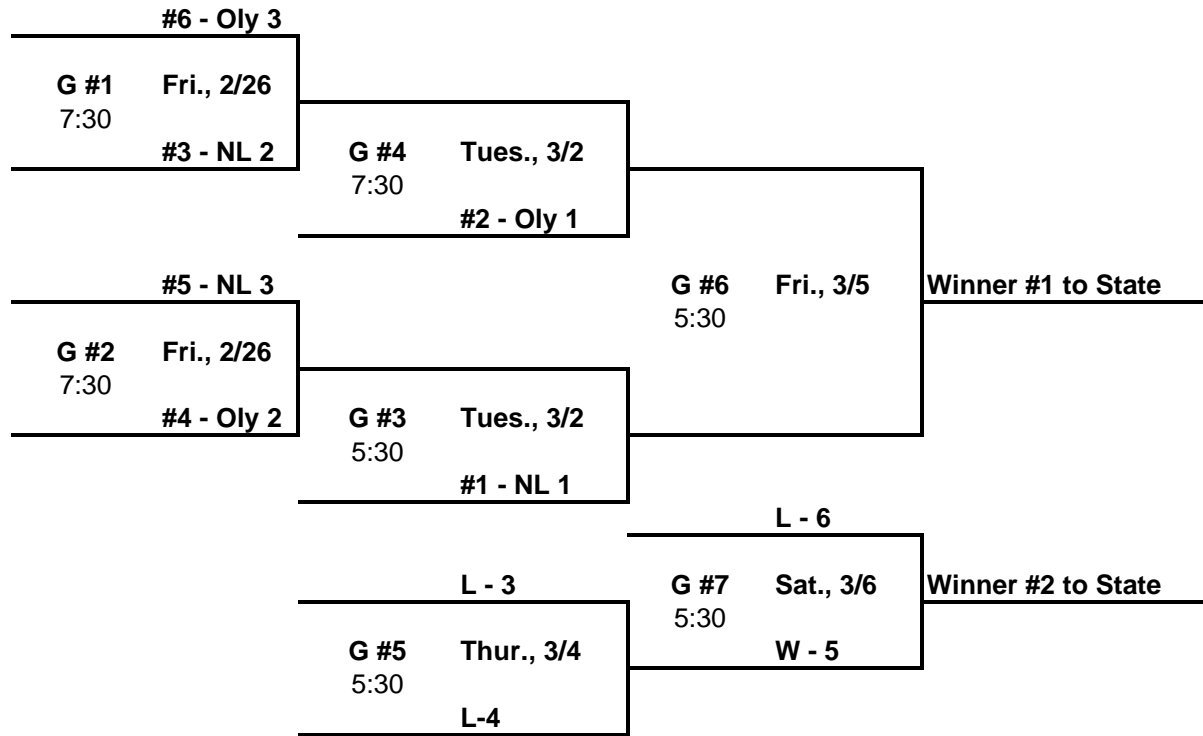 #6 - Oly 3
G #1 Fri., 2/26
7:30
#3 - NL 2
G #4 Tues., 3/2
7:30
#2 - Oly 1
#5 - NL 3
G #6 Fri., 3/5 Winner #1 to State
5:30
G #2 Fri., 2/26
7:30
#4 - Oly 2
G #3 Tues., 3/2
5:30
#1 - NL 1
L - 6
L - 3
G #7 Sat., 3/6 Winner #2 to State
5:30
G #5 Thur., 3/4
5:30
W - 5
L-4